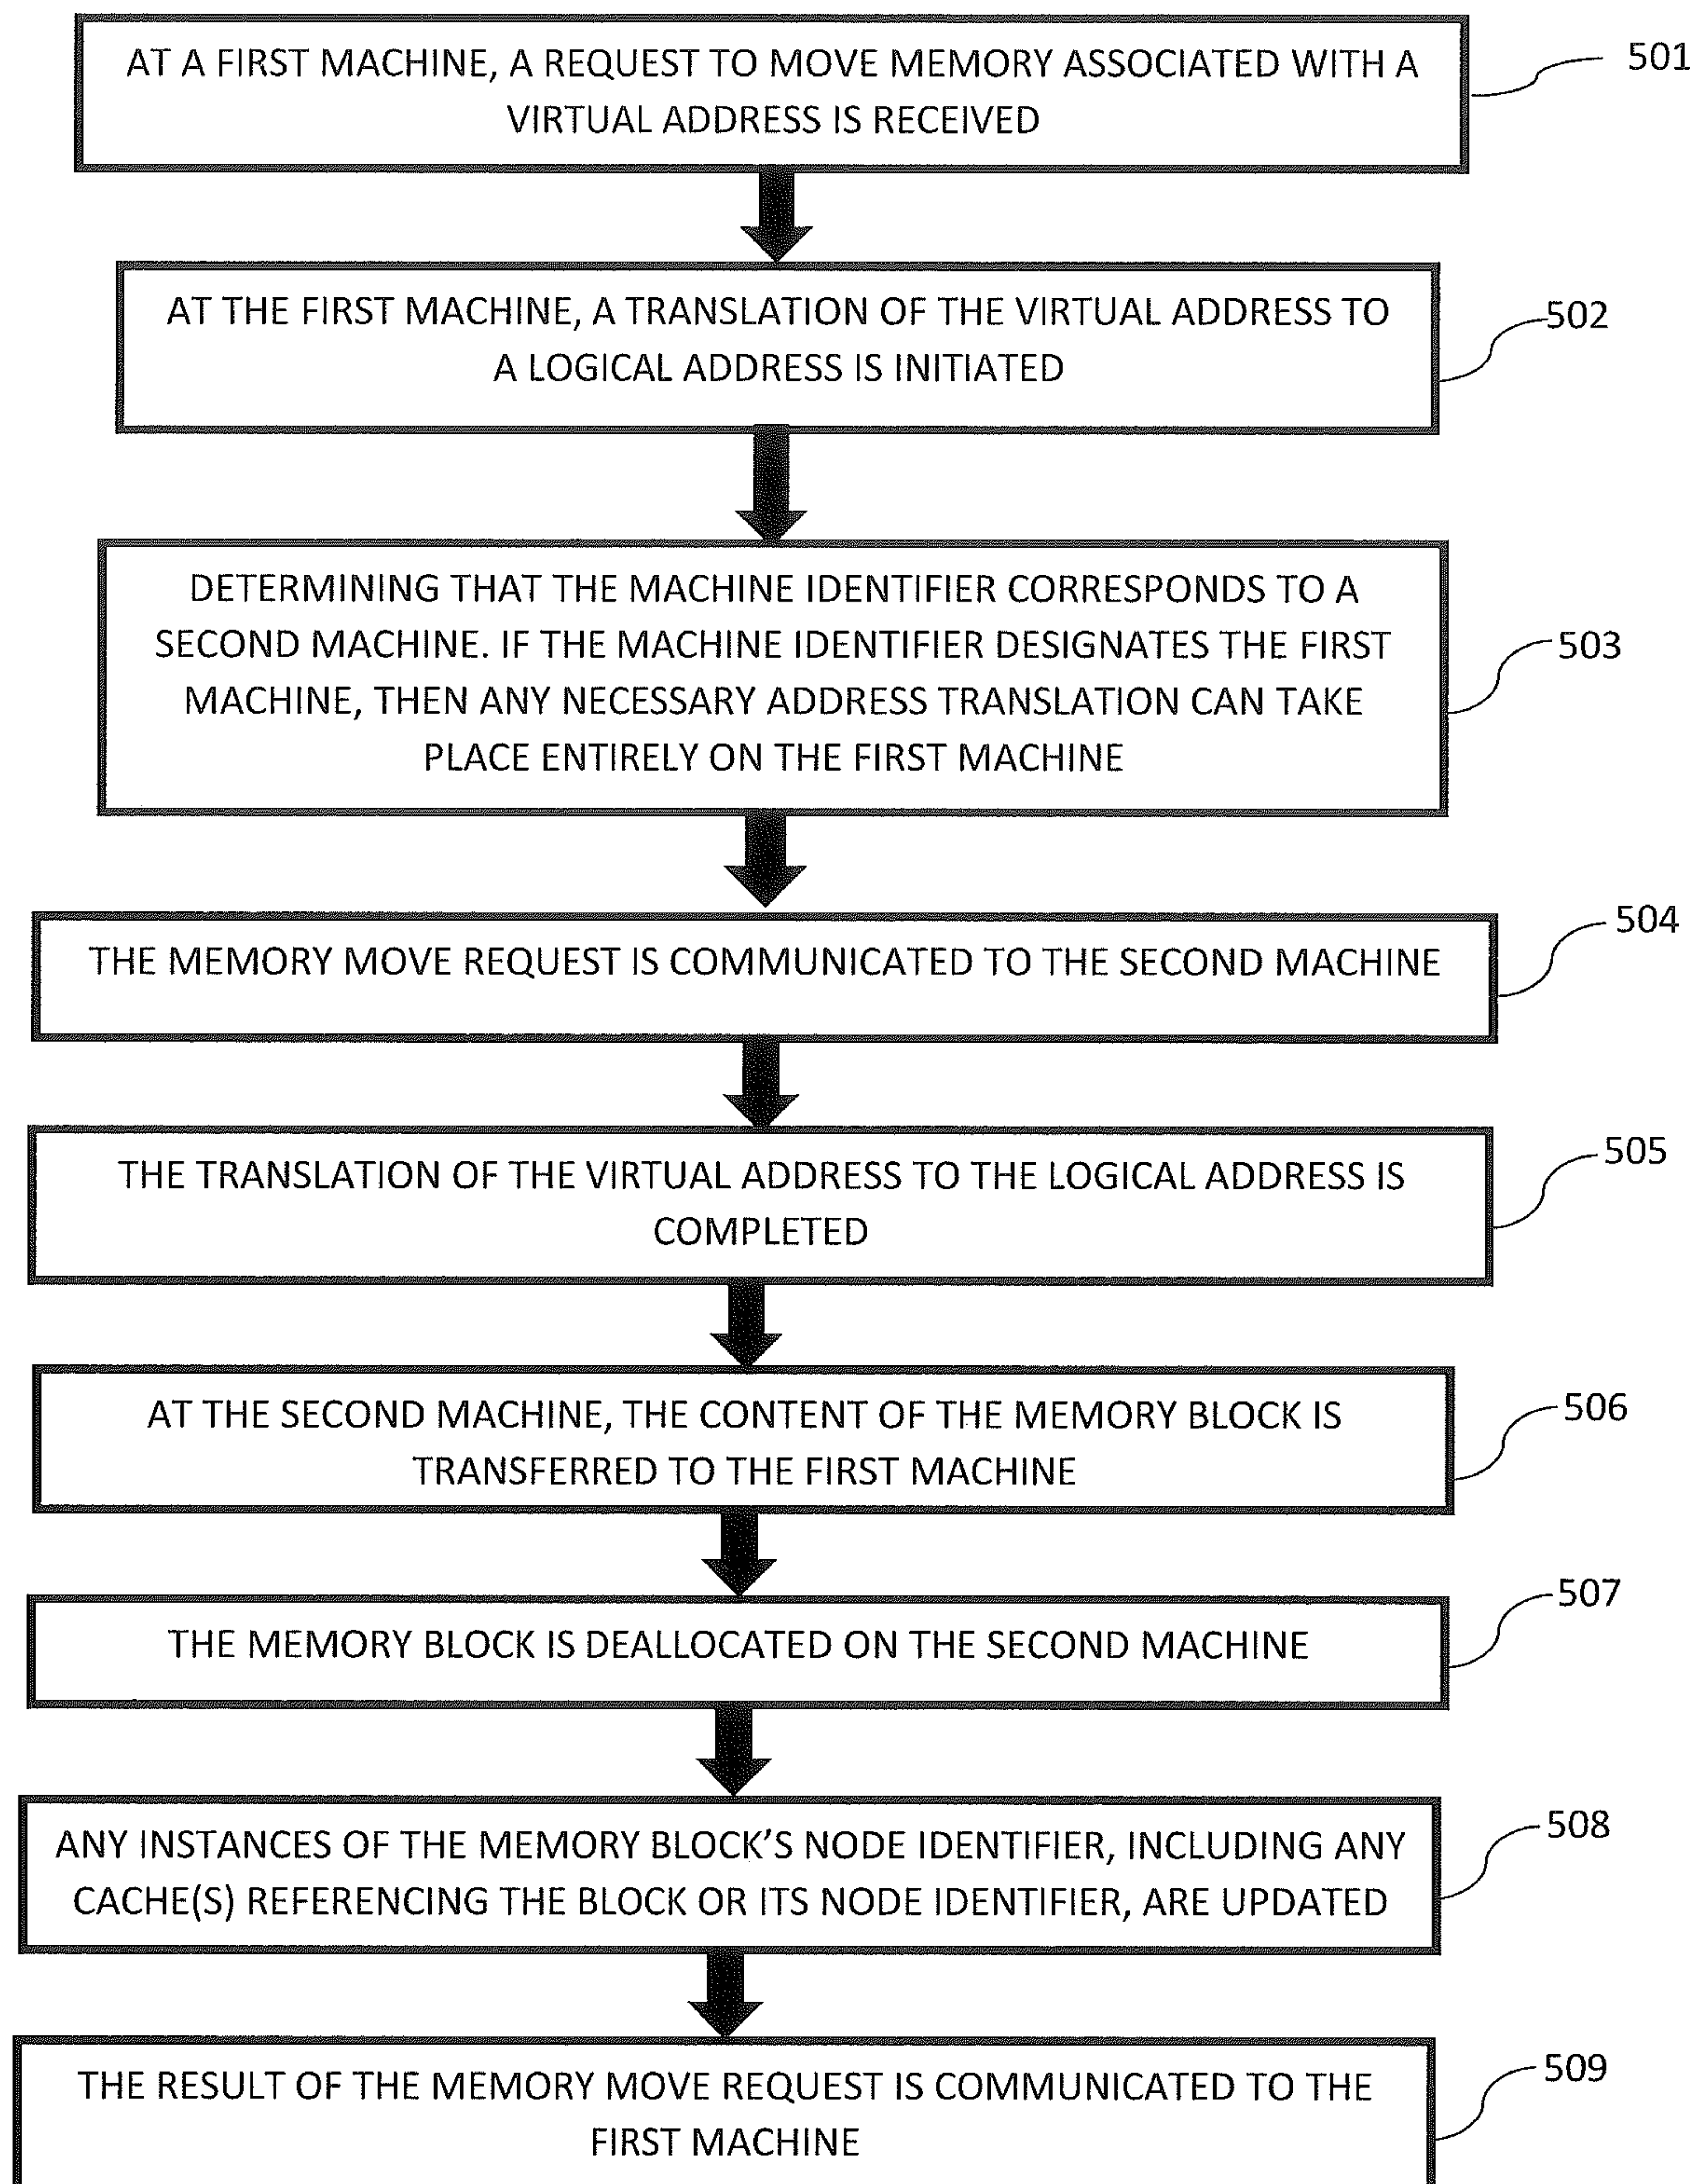 AT A FIRST MACHINE, A REQUEST TO MOVE MEMORY ASSOCIATED WITH A
VIRTUAL ADDRESS IS RECEIVED
501
AT THE FIRST MACHINE, A TRANSLATION OF THE VIRTUAL ADDRESS TO
A LOGICAL ADDRESS IS INITIATED
502
DETERMINING THAT THE MACHINE IDENTIFIER CORRESPONDS TO A
SECOND MACHINE. IF THE MACHINE IDENTIFIER DESIGNATES THE FIRST
MACHINE, THEN ANY NECESSARY ADDRESS TRANSLATION CAN TAKE
PLACE ENTIRELY ON THE FIRST MACHINE
503
THE MEMORY MOVE REQUEST IS COMMUNICATED TO THE SECOND MACHINE
504
THE TRANSLATION OF THE VIRTUAL ADDRESS TO THE LOGICAL ADDRESS IS
COMPLETED
505
AT THE SECOND MACHINE, THE CONTENT OF THE MEMORY BLOCK IS
TRANSFERRED TO THE FIRST MACHINE
506
THE MEMORY BLOCK IS DEALLOCATED ON THE SECOND MACHINE
507
ANY INSTANCES OF THE MEMORY BLOCK'S NODE IDENTIFIER, INCLUDING ANY
CACHE(S) REFERENCING THE BLOCK OR ITS NODE IDENTIFIER, ARE UPDATED
508
THE RESULT OF THE MEMORY MOVE REQUEST IS COMMUNICATED TO THE
FIRST MACHINE
509